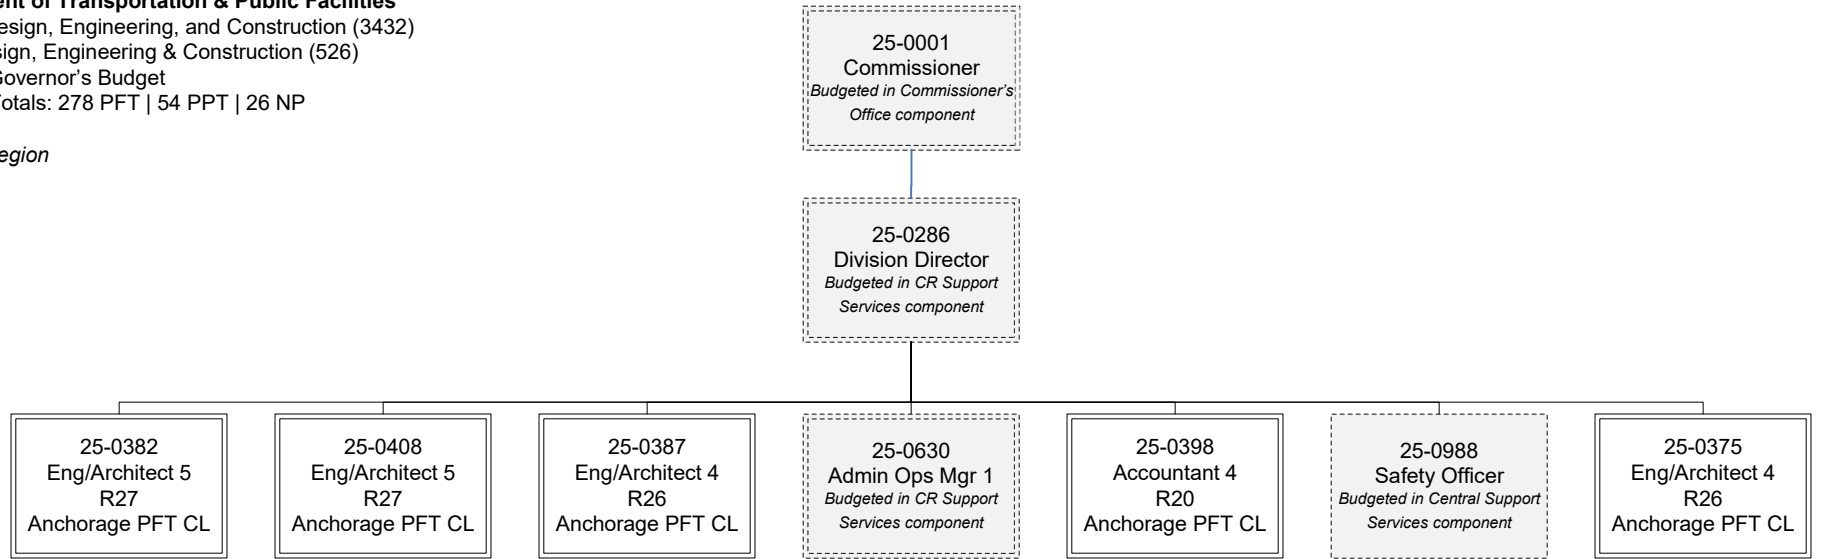 ent of Transportation & Public Facilities
esign, Engineering, and Construction (3432)
sign, Engineering & Construction (526)
Governor's Budget
Totals: 278 PFT | 54 PPT | 26 NP
egion
25-0001
Commissioner
Budgeted in Commissioner's
Office component
25-0286
Division Director
Budgeted in CR Support
Services component
25-0382
Eng/Architect 5
R27
Anchorage PFT CL
25-0408
Eng/Architect 5
R27
Anchorage PFT CL
25-0387
Eng/Architect 4
R26
Anchorage PFT CL
25-0630
Admin Ops Mgr 1
Budgeted in CR Support
Services component
25-0398
Accountant 4
R20
Anchorage PFT CL
25-0988
Safety Officer
Budgeted in Central Support
Services component
25-0375
Eng/Architect 4
R26
Anchorage PFT CL